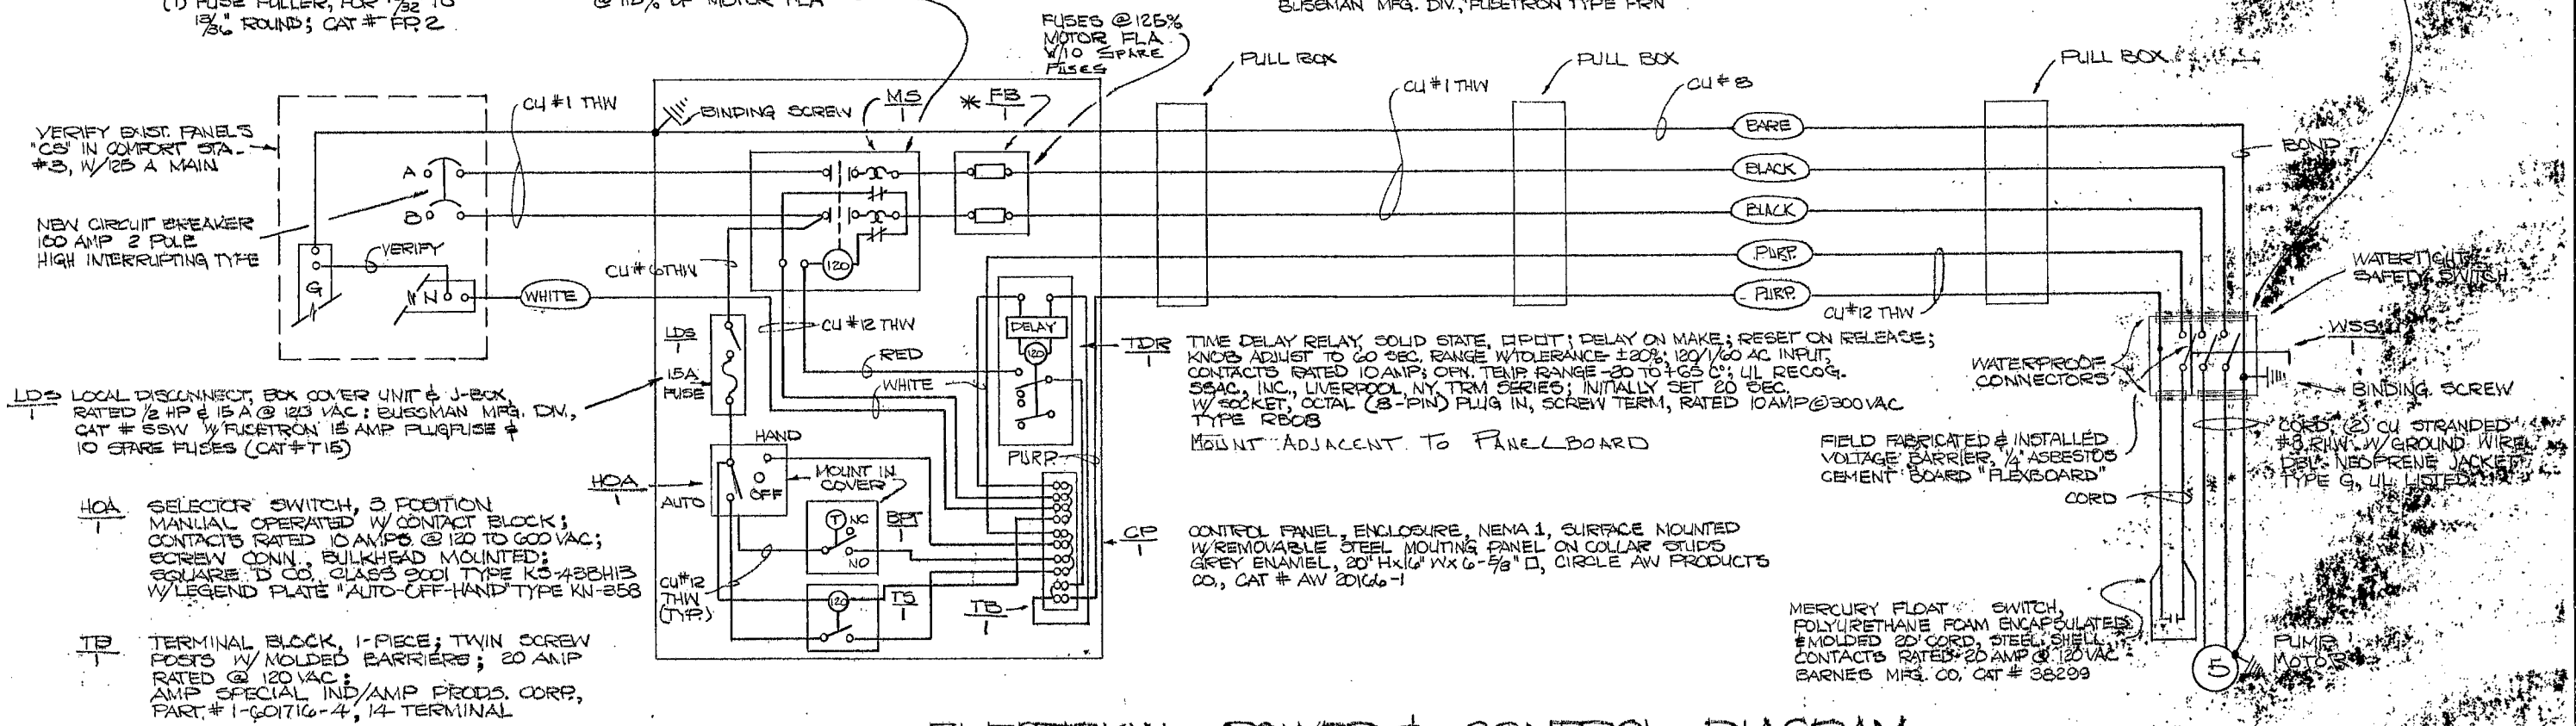 (1) FUSE PULLER, FOR 9/32 TO
13/16" ROUND; CAT # FP.2
@ 115% OF MOTOR FLA
FUSES @ 125%
MOTOR FLA
W/10 SPARE
FUSES
BUSSMAN MFG. DIV., FUSETRON TYPE FRN
PULL BOX
PULL BOX
PULL BOX
CU #1 THW
BINDING SCREW
MS
1
* FB
1
CU #1 THW
CU #8
VERIFY EXIST. PANELS
"CS" IN COMFORT STA.
#3, W/125 A MAIN
A
B
NEW CIRCUIT BREAKER
100 AMP 2 POLE
HIGH INTERRUPTING TYPE
VERIFY
G
N
WHITE
CU #6 THW
120
BARE
BLACK
BLACK
PURP.
PURP.
BOND
WATERTIGHT
SAFETY SWITCH
CU #12 THW
LDS
1
15A
FUSE
CU #12 THW
RED
WHITE
DELAY
120
TDR
1
TIME DELAY RELAY, SOLID STATE, DPDT; DELAY ON MAKE; RESET ON RELEASE;
KNOB ADJUST TO 60 SEC. RANGE W/TOLERANCE ±20%; 120/1/60 AC INPUT,
CONTACTS RATED 10 AMP; OPN. TEMP. RANGE -20 TO +65 C°; UL RECOG.
SSAC, INC., LIVERPOOL, NY, TRM SERIES; INITIALLY SET 20 SEC.
W/ SOCKET, OCTAL (8-PIN) PLUG IN, SCREW TERM, RATED 10AMP@300VAC
TYPE RB08
MOUNT ADJACENT TO PANELBOARD
WATERPROOF
CONNECTORS
WSS
1
BINDING SCREW
LDS
1
LOCAL DISCONNECT, BOX COVER UNIT & J-BOX,
RATED 1/2 HP & 15 A @ 123 VAC; BUSSMAN MFG. DIV.,
CAT # SSW W/ FUSETRON 15 AMP PLUGFUSE &
10 SPARE FUSES (CAT# T15)
FIELD FABRICATED & INSTALLED
VOLTAGE BARRIER, 1/4" ASBESTOS
CEMENT BOARD "FLEXBOARD"
CORD, (2) CU STRANDED
#8 RHW W/GROUND WIRE,
DBL. NEOPRENE JACKET
TYPE G, UL LISTED
CORD
HAND
OFF
AUTO
HOA
1
MOUNT IN
COVER
PURP.
T
NC
NO
BPT
1
CU #12
THW
(TYP.)
120
TS
1
TB
1
HOA
1
SELECTOR SWITCH, 3 POSITION
MANUAL OPERATED W/ CONTACT BLOCK;
CONTACTS RATED 10 AMPS @ 120 TO 600 VAC;
SCREW CONN., BULKHEAD MOUNTED;
SQUARE D CO. CLASS 9001 TYPE KS-43BH13
W/LEGEND PLATE "AUTO-OFF-HAND" TYPE KN-358
CP
1
CONTROL PANEL, ENCLOSURE, NEMA 1, SURFACE MOUNTED
W/REMOVABLE STEEL MOUTING PANEL ON COLLAR STUDS
GREY ENAMEL, 20" H x 16" W x 6-5/8" D, CIRCLE AW PRODUCTS
CO., CAT # AW 20166-1
TB
1
TERMINAL BLOCK, 1-PIECE; TWIN SCREW
POSTS W/ MOLDED BARRIERS; 20 AMP
RATED @ 120 VAC;
AMP SPECIAL IND/AMP PRODS. CORP.,
PART # 1-601716-4, 14 TERMINAL
MERCURY FLOAT SWITCH,
POLYURETHANE FOAM ENCAPSULATED
& MOLDED 20' CORD, STEEL SHELL
CONTACTS RATED 20 AMP @ 120 VAC
BARNES MFG. CO. CAT # 38299
5
PUMP
MOTOR
ELECTRICAL POWER & CONTROL DIAGRAM